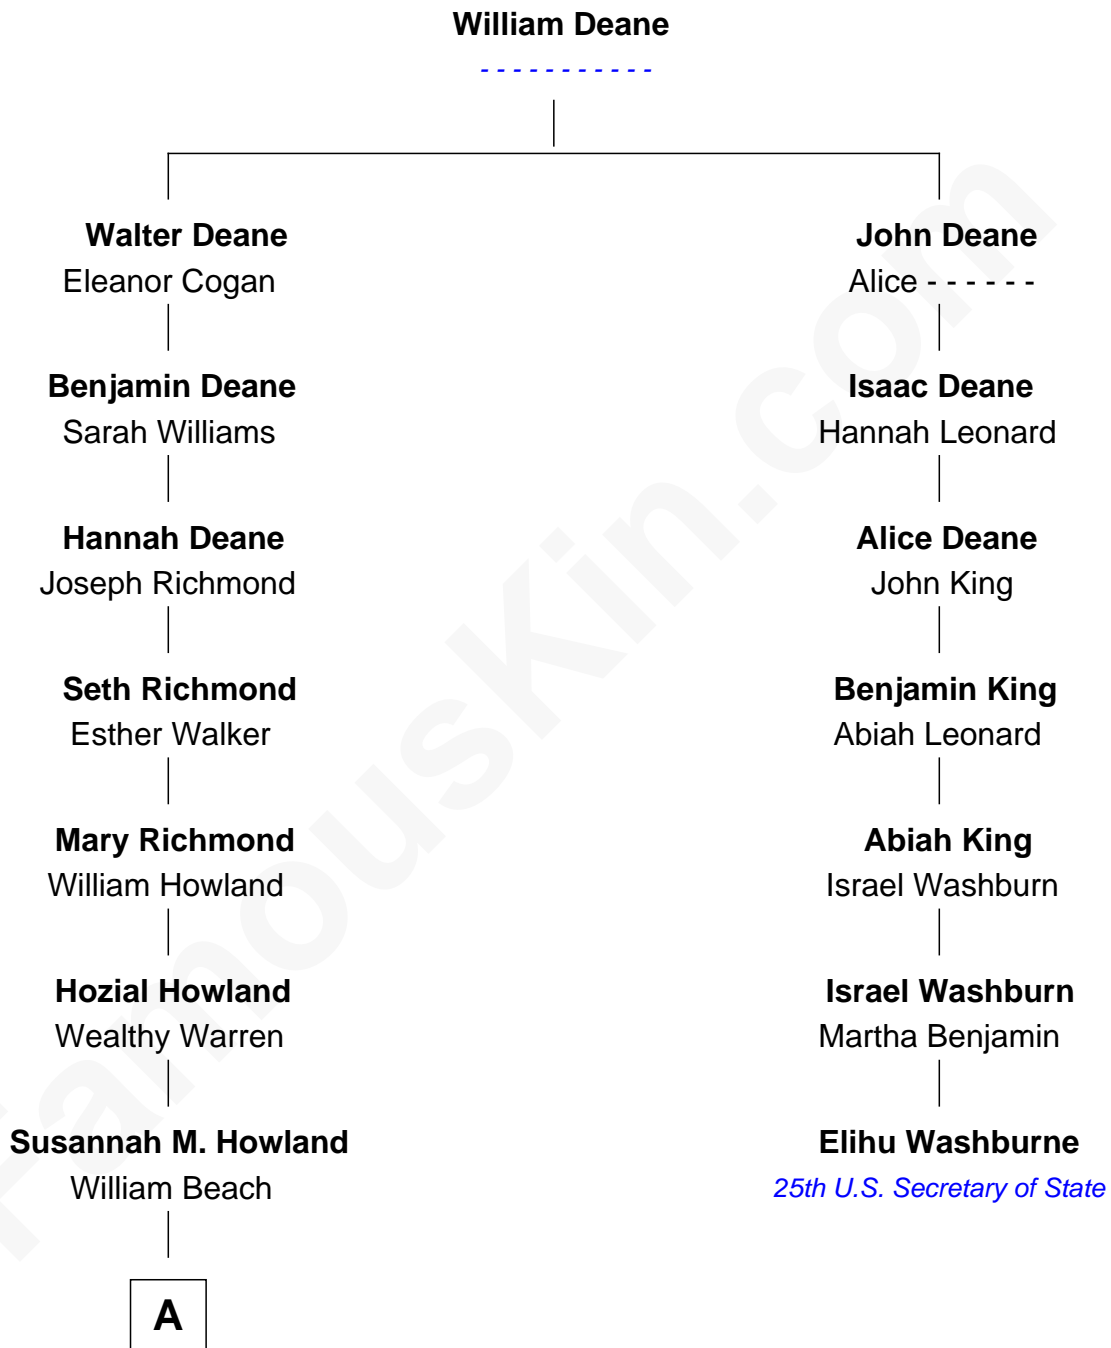 William Deane
- - - - - - - - - - -
Walter Deane
Eleanor Cogan
Benjamin Deane
Sarah Williams
Hannah Deane
Joseph Richmond
Seth Richmond
Esther Walker
Mary Richmond
William Howland
Hozial Howland
Wealthy Warren
Susannah M. Howland
William Beach
A
John Deane
Alice - - - - - -
Isaac Deane
Hannah Leonard
Alice Deane
John King
Benjamin King
Abiah Leonard
Abiah King
Israel Washburn
Israel Washburn
Martha Benjamin
Elihu Washburne
25th U.S. Secretary of State
FamousKin.com